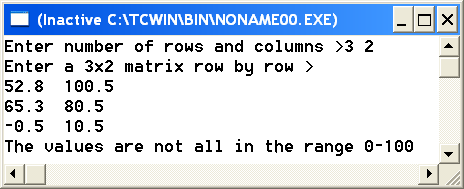 (Inactive C:\TCWIN\BIN\NONAME00.EXE)
Enter number of rows and columns >3 2
Enter a 3x2 matrix row by row >
52.8  100.5
65.3  80.5
-0.5  10.5
The values are not all in the range 0-100